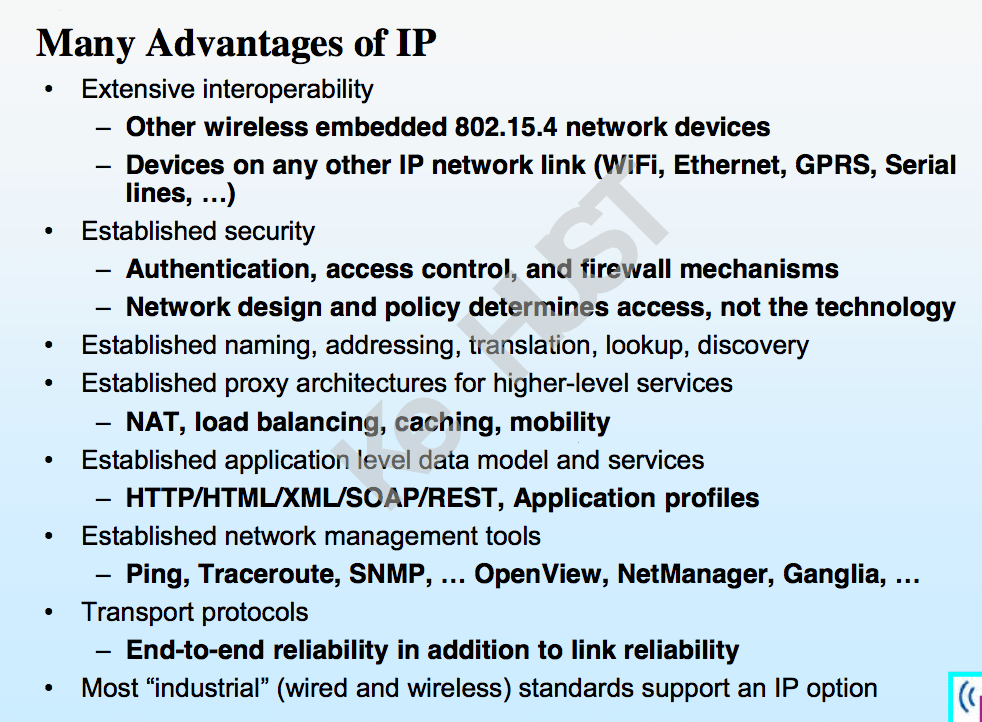 Many Advantages of IP
• Extensive interoperability
– Other wireless embedded 802.15.4 network devices
– Devices on any other IP network link (WiFi, Ethernet, GPRS, Serial
lines, …)
• Established security
– Authentication, access control, and firewall mechanisms
– Network design and policy determines access, not the technology
• Established naming, addressing, translation, lookup, discovery
• Established proxy architectures for higher-level services
– NAT, load balancing, caching, mobility
• Established application level data model and services
– HTTP/HTML/XML/SOAP/REST, Application profiles
• Established network management tools
– Ping, Traceroute, SNMP, … OpenView, NetManager, Ganglia, …
• Transport protocols
– End-to-end reliability in addition to link reliability
• Most “industrial” (wired and wireless) standards support an IP option
Ke HUST